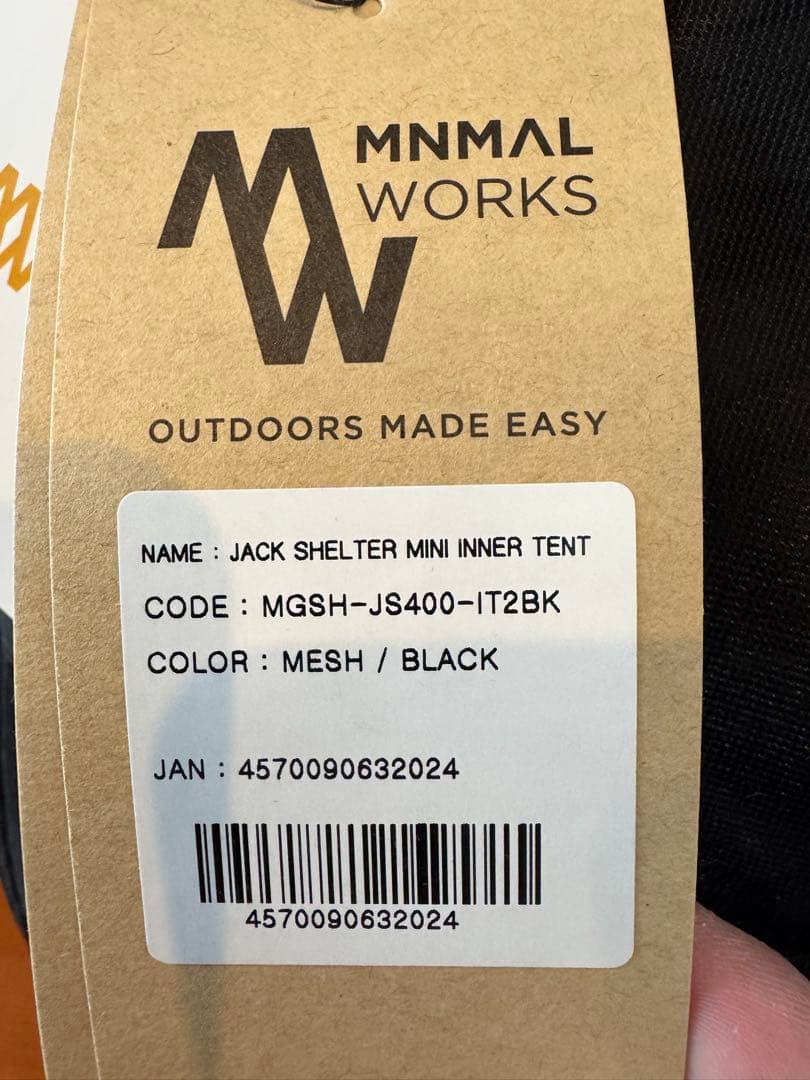 MNMAL
WORKS
OUTDOORS MADE EASY
NAME : JACK SHELTER MINI INNER TENT
CODE : MGSH-JS400-IT2BK
COLOR : MESH / BLACK
JAN : 4570090632024
4570090632024